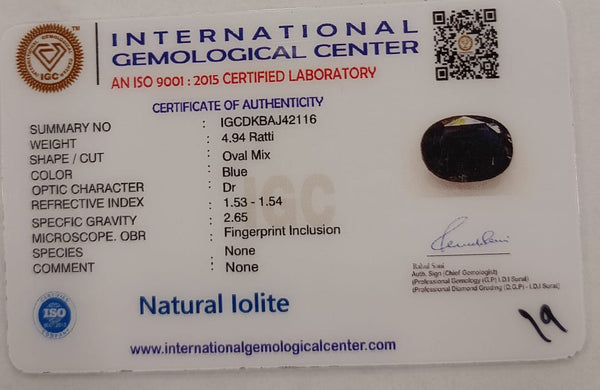 IGC
INTERNATIONAL
GEMOLOGICAL CENTER
AN ISO 9001 : 2015 CERTIFIED LABORATORY
CERTIFICATE OF AUTHENTICITY
SUMMARY NO : IGCDKBAJ42116
WEIGHT : 4.94 Ratti
SHAPE / CUT : Oval Mix
COLOR : Blue
OPTIC CHARACTER : Dr
REFRACTIVE INDEX : 1.53 - 1.54
SPECFIC GRAVITY : 2.65
MICROSCOPE. OBR : Fingerprint Inclusion
SPECIES : None
COMMENT : None
IGC
Rahul Soni
Auth. Sign (Chief Gemologist)
(Professional Gemology (G.P) I.D.I Surat)
(Professional Diamond Grading (D.G.P) - I.D.I Surat)
ISO
Natural Iolite
19
www.internationalgemologicalcenter.com